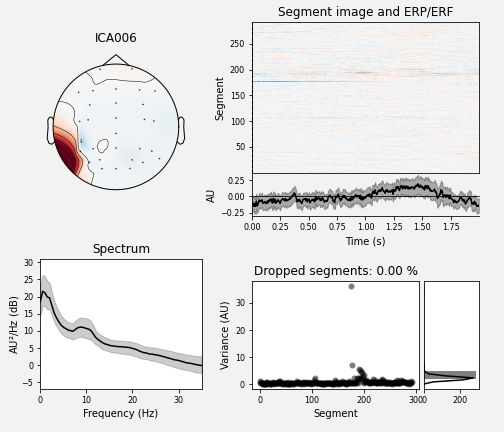 ICA006
Segment image and ERP/ERF
Segment
250
200
150
100
50
AU
0.25
0.00
−0.25
0.00 0.25 0.50 0.75 1.00 1.25 1.50 1.75
Time (s)
Spectrum
AU²/Hz (dB)
30
25
20
15
10
5
0
−5
0 10 20 30
Frequency (Hz)
Dropped segments: 0.00 %
Variance (AU)
30
20
10
0
0 100 200 300
Segment
0 200